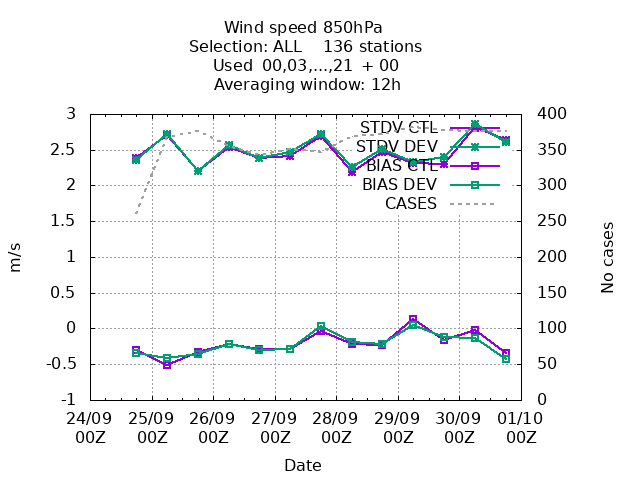 Wind speed 850hPa
Selection: ALL 136 stations
Used 00,03,...,21 + 00
Averaging window: 12h
3
2.5
2
1.5
1
0.5
0
-0.5
-1
m/s
400
350
300
250
200
150
100
50
0
No cases
STDV CTL
STDV DEV
BIAS CTL
BIAS DEV
CASES
24/09 25/09 26/09 27/09 28/09 29/09 30/09 01/10
00Z 00Z 00Z 00Z 00Z 00Z 00Z 00Z
Date